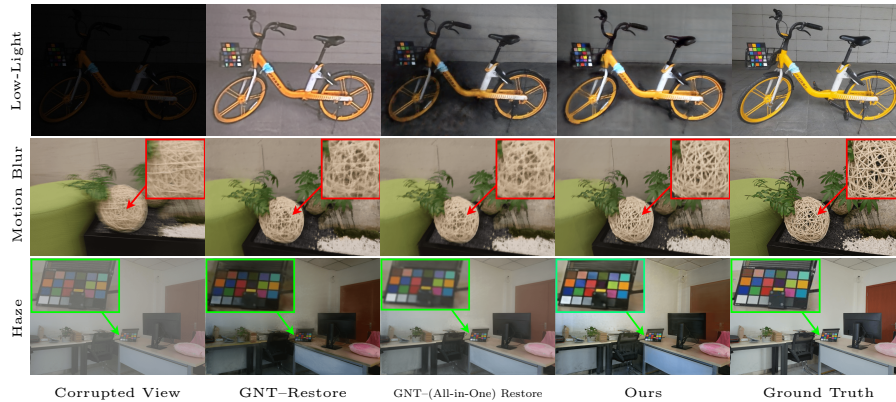 Low-Light
Motion Blur
Haze
Corrupted View
GNT–Restore
GNT–(All-in-One) Restore
Ours
Ground Truth